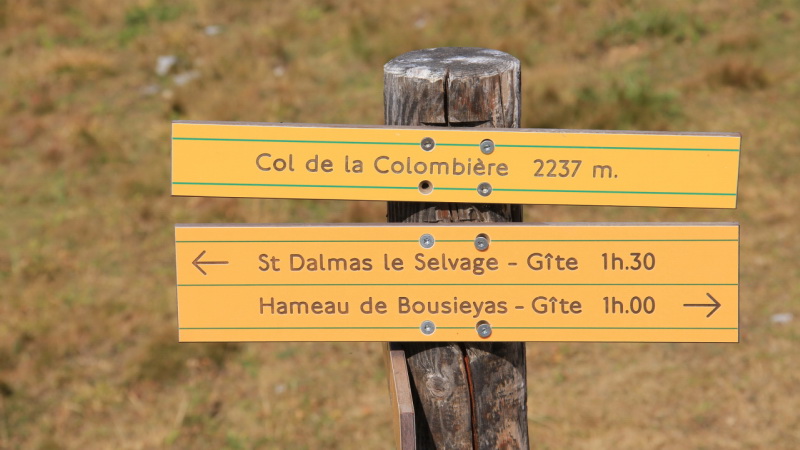 Col de la Colombière 2237 m.
← St Dalmas le Selvage - Gîte 1h.30
Hameau de Bousieyas - Gîte 1h.00 →